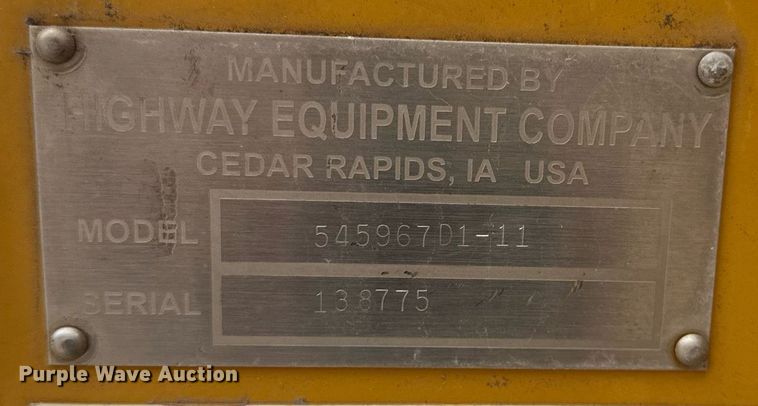 MANUFACTURED BY
HIGHWAY EQUIPMENT COMPANY
CEDAR RAPIDS, IA USA
MODEL 545967D1-11
SERIAL 138775
Purple Wave Auction